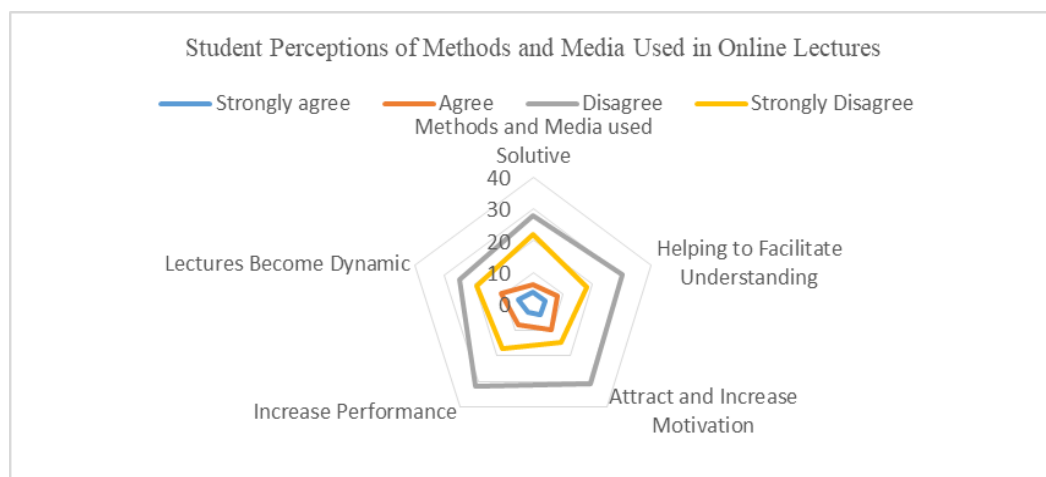 Student Perceptions of Methods and Media Used in Online Lectures
Strongly agree Agree Disagree Strongly Disagree
Methods and Media used
Solutive
40
30
20
10
0
Helping to Facilitate
Understanding
Attract and Increase
Motivation
Increase Performance
Lectures Become Dynamic